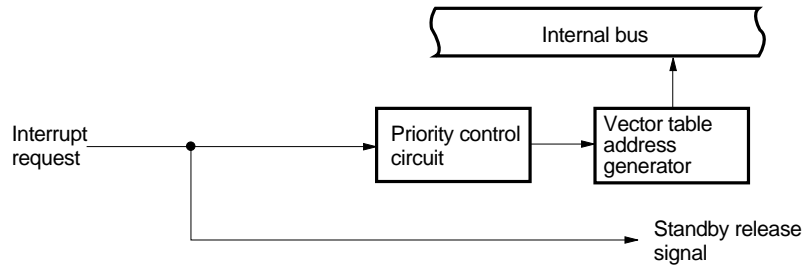 Internal bus
Interrupt
request
Priority control
circuit
Vector table
address
generator
Standby release
signal